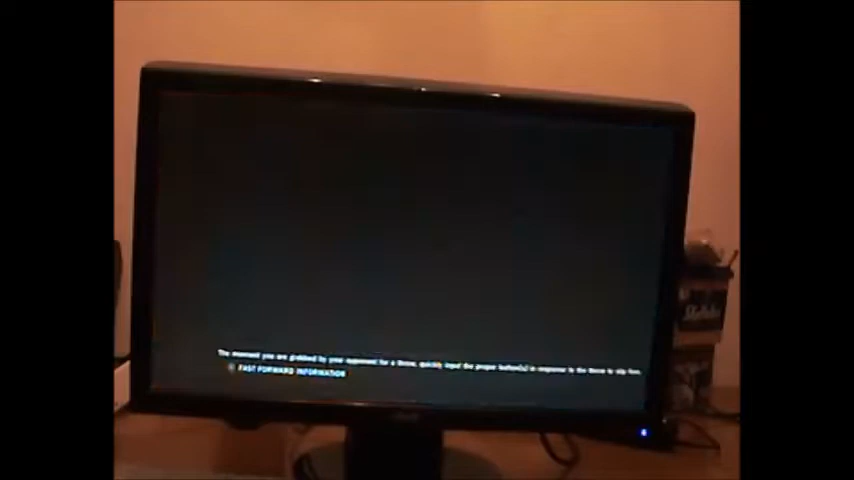 The moment you are grabbed by your opponent for a throw, quickly input the proper button(s) in response to the throw to slip free.
FAST FORWARD INFORMATION